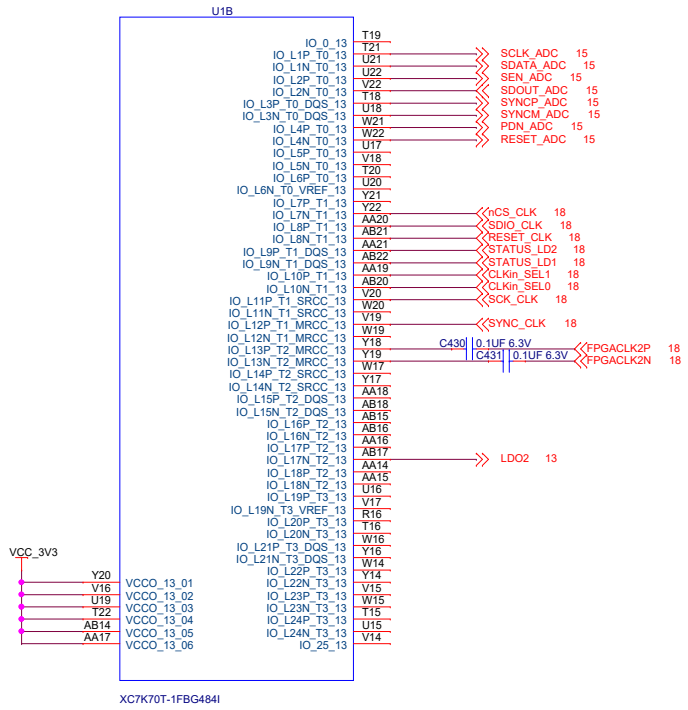 U1B
IO_0_13 T19
IO_L1P_T0_13 T21 SCLK_ADC 15
IO_L1N_T0_13 U21 SDATA_ADC 15
IO_L2P_T0_13 U22 SEN_ADC 15
IO_L2N_T0_13 V22 SDOUT_ADC 15
IO_L3P_T0_DQS_13 T18 SYNCP_ADC 15
IO_L3N_T0_DQS_13 U18 SYNCM_ADC 15
IO_L4P_T0_13 W21 PDN_ADC 15
IO_L4N_T0_13 W22 RESET_ADC 15
IO_L5P_T0_13 U17
IO_L5N_T0_13 V18
IO_L6P_T0_13 T20
IO_L6N_T0_VREF_13 U20
IO_L7P_T1_13 Y21
IO_L7N_T1_13 Y22 nCS_CLK 18
IO_L8P_T1_13 AA20 SDIO_CLK 18
IO_L8N_T1_13 AB21 RESET_CLK 18
IO_L9P_T1_DQS_13 AA21 STATUS_LD2 18
IO_L9N_T1_DQS_13 AB22 STATUS_LD1 18
IO_L10P_T1_13 AA19 CLKin_SEL1 18
IO_L10N_T1_13 AB20 CLKin_SEL0 18
IO_L11P_T1_SRCC_13 V20 SCK_CLK 18
IO_L11N_T1_SRCC_13 W20
IO_L12P_T1_MRCC_13 V19 SYNC_CLK 18
IO_L12N_T1_MRCC_13 W19
IO_L13P_T2_MRCC_13 Y18 C430 0.1UF 6.3V FPGACLK2P 18
IO_L13N_T2_MRCC_13 Y19 C431 0.1UF 6.3V FPGACLK2N 18
IO_L14P_T2_SRCC_13 W17
IO_L14N_T2_SRCC_13 Y17
IO_L15P_T2_DQS_13 AA18
IO_L15N_T2_DQS_13 AB18
IO_L16P_T2_13 AB15
IO_L16N_T2_13 AB16
IO_L17P_T2_13 AA16
IO_L17N_T2_13 AB17 LDO2 13
IO_L18P_T2_13 AA14
IO_L18N_T2_13 AA15
IO_L19P_T3_13 U16
IO_L19N_T3_VREF_13 V17
IO_L20P_T3_13 R16
IO_L20N_T3_13 T16
IO_L21P_T3_DQS_13 W16
IO_L21N_T3_DQS_13 Y16
IO_L22P_T3_13 W14
IO_L22N_T3_13 Y14
IO_L23P_T3_13 V15
IO_L23N_T3_13 W15
IO_L24P_T3_13 T15
IO_L24N_T3_13 U15
IO_25_13 V14
VCC_3V3
Y20 VCCO_13_01
V16 VCCO_13_02
U19 VCCO_13_03
T22 VCCO_13_04
AB14 VCCO_13_05
AA17 VCCO_13_06
XC7K70T-1FBG484I